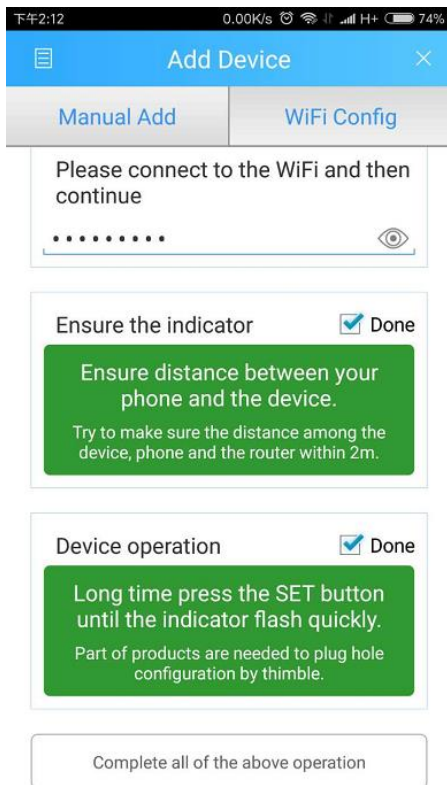 下午2:12 0.00K/s H+ 74%
Add Device
Manual Add WiFi Config
Please connect to the WiFi and then
continue
•••••••••
Ensure the indicator Done
Ensure distance between your
phone and the device.
Try to make sure the distance among the
device, phone and the router within 2m.
Device operation Done
Long time press the SET button
until the indicator flash quickly.
Part of products are needed to plug hole
configuration by thimble.
Complete all of the above operation